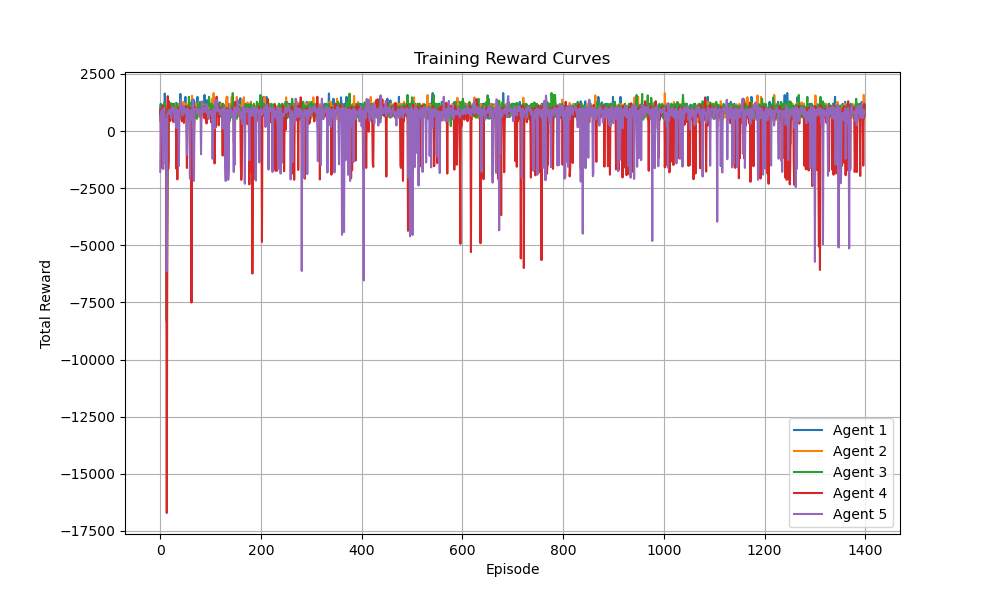 Training Reward Curves
Total Reward
2500
0
−2500
−5000
−7500
−10000
−12500
−15000
−17500
0 200 400 600 800 1000 1200 1400
Episode
Agent 1
Agent 2
Agent 3
Agent 4
Agent 5